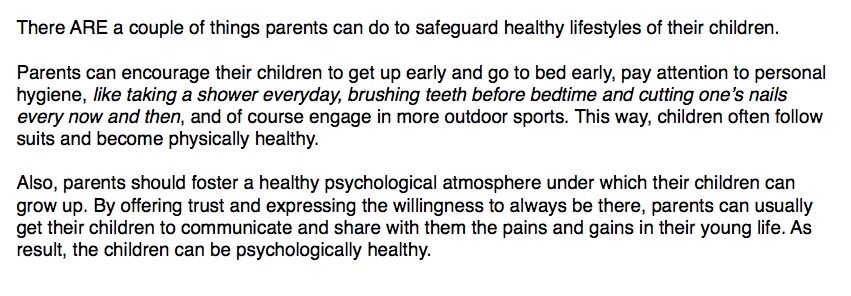 There ARE a couple of things parents can do to safeguard healthy lifestyles of their children.
Parents can encourage their children to get up early and go to bed early, pay attention to personal
hygiene, like taking a shower everyday, brushing teeth before bedtime and cutting one's nails
every now and then, and of course engage in more outdoor sports. This way, children often follow
suits and become physically healthy.
Also, parents should foster a healthy psychological atmosphere under which their children can
grow up. By offering trust and expressing the willingness to always be there, parents can usually
get their children to communicate and share with them the pains and gains in their young life. As
result, the children can be psychologically healthy.